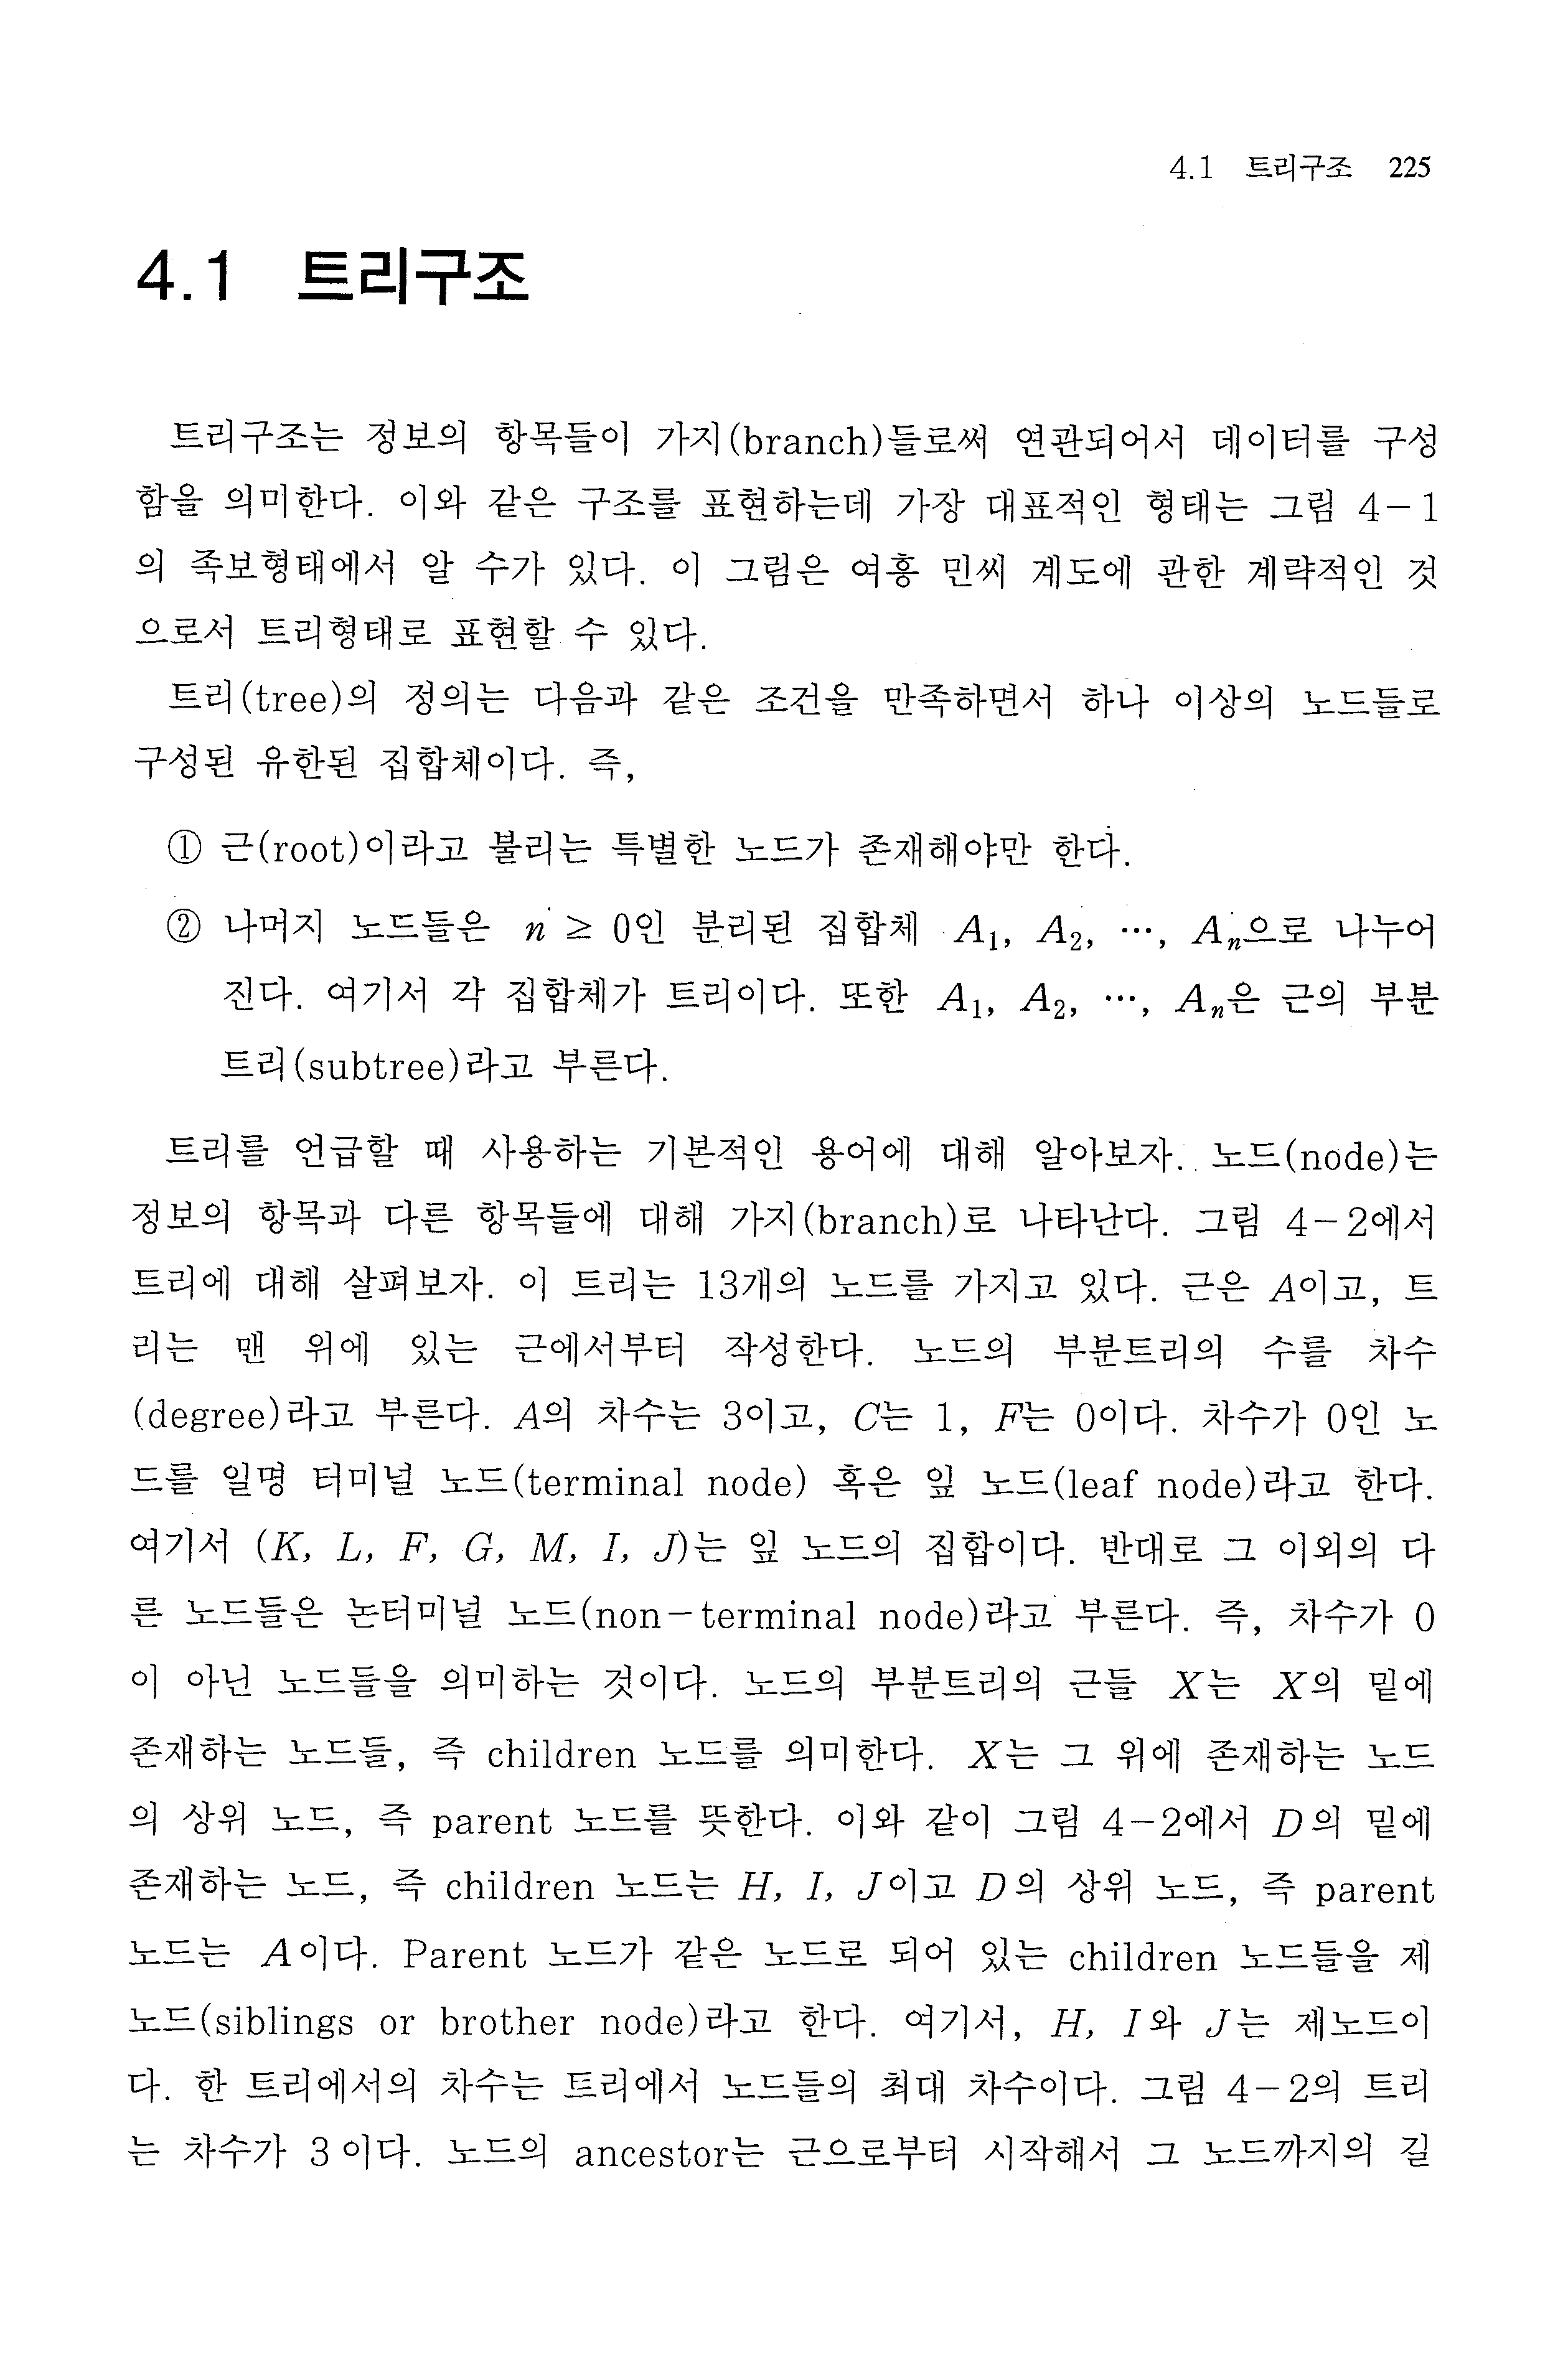 4.1 트리구조 225
4.1 트리구조
트리구조는 정보의 항목들이 가지(branch)들로써 연관되어서 데이터를 구성
함을 의미한다. 이와 같은 구조를 표현하는데 가장 대표적인 형태는 그림 4-1
의 족보형태에서 알 수가 있다. 이 그림은 여흥 민씨 계도에 관한 계략적인 것
으로서 트리형태로 표현할 수 있다.
트리(tree)의 정의는 다음과 같은 조건을 만족하면서 하나 이상의 노드들로
구성된 유한된 집합체이다. 즉,
① 근(root)이라고 불리는 특별한 노드가 존재해야만 한다.
② 나머지 노드들은 n ≥ 0인 분리된 집합체 A₁, A₂, …, Aₙ으로 나누어
진다. 여기서 각 집합체가 트리이다. 또한 A₁, A₂, …, Aₙ은 근의 부분
트리(subtree)라고 부른다.
트리를 언급할 때 사용하는 기본적인 용어에 대해 알아보자. 노드(node)는
정보의 항목과 다른 항목들에 대해 가지(branch)로 나타난다. 그림 4-2에서
트리에 대해 살펴보자. 이 트리는 13개의 노드를 가지고 있다. 근은 A이고, 트
리는 맨 위에 있는 근에서부터 작성한다. 노드의 부분트리의 수를 차수
(degree)라고 부른다. A의 차수는 3이고, C는 1, F는 0이다. 차수가 0인 노
드를 일명 터미널 노드(terminal node) 혹은 잎 노드(leaf node)라고 한다.
여기서 (K, L, F, G, M, I, J)는 잎 노드의 집합이다. 반대로 그 이외의 다
른 노드들은 논터미널 노드(non-terminal node)라고 부른다. 즉, 차수가 0
이 아닌 노드들을 의미하는 것이다. 노드의 부분트리의 근들 X는 X의 밑에
존재하는 노드들, 즉 children 노드를 의미한다. X는 그 위에 존재하는 노드
의 상위 노드, 즉 parent 노드를 뜻한다. 이와 같이 그림 4-2에서 D의 밑에
존재하는 노드, 즉 children 노드는 H, I, J이고 D의 상위 노드, 즉 parent
노드는 A이다. Parent 노드가 같은 노드로 되어 있는 children 노드들을 제
노드(siblings or brother node)라고 한다. 여기서, H, I와 J는 제노드이
다. 한 트리에서의 차수는 트리에서 노드들의 최대 차수이다. 그림 4-2의 트리
는 차수가 3이다. 노드의 ancestor는 근으로부터 시작해서 그 노드까지의 길